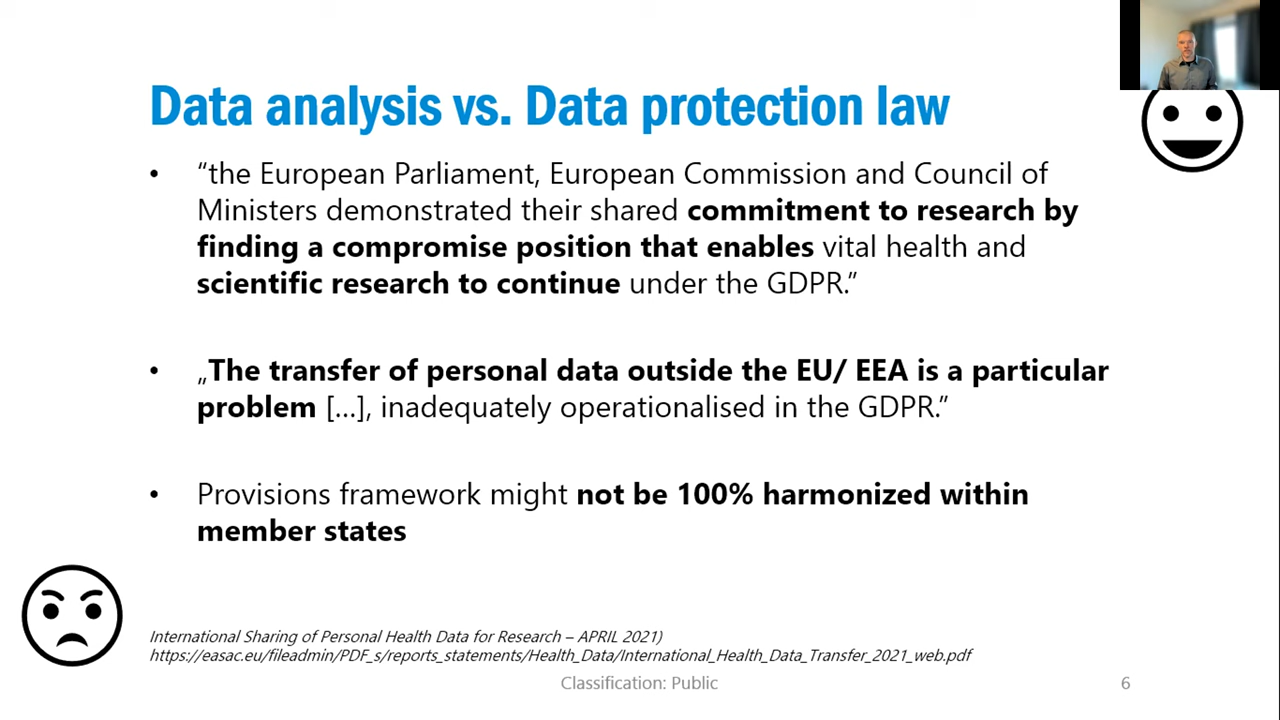 Data analysis vs. Data protection law
• “the European Parliament, European Commission and Council of
Ministers demonstrated their shared commitment to research by
finding a compromise position that enables vital health and
scientific research to continue under the GDPR.”
• „The transfer of personal data outside the EU/ EEA is a particular
problem [...], inadequately operationalised in the GDPR.”
• Provisions framework might not be 100% harmonized within
member states
International Sharing of Personal Health Data for Research – APRIL 2021)
https://easac.eu/fileadmin/PDF_s/reports_statements/Health_Data/International_Health_Data_Transfer_2021_web.pdf
Classification: Public
6